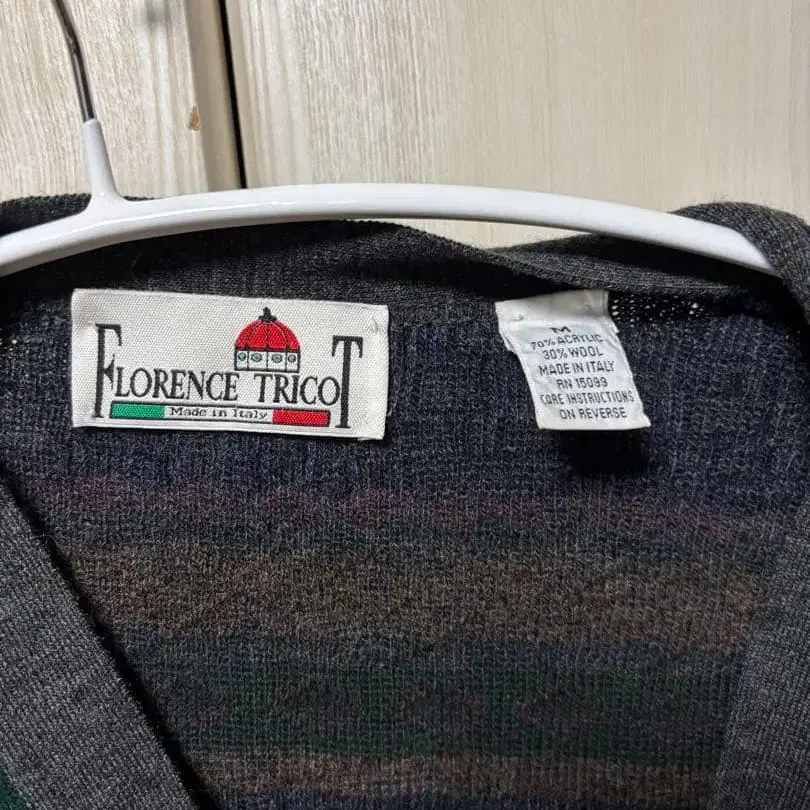 FLORENCE TRICOT
Made in Italy
M
70% ACRYLIC
30% WOOL
MADE IN ITALY
RN 15099
CARE INSTRUCTIONS
ON REVERSE